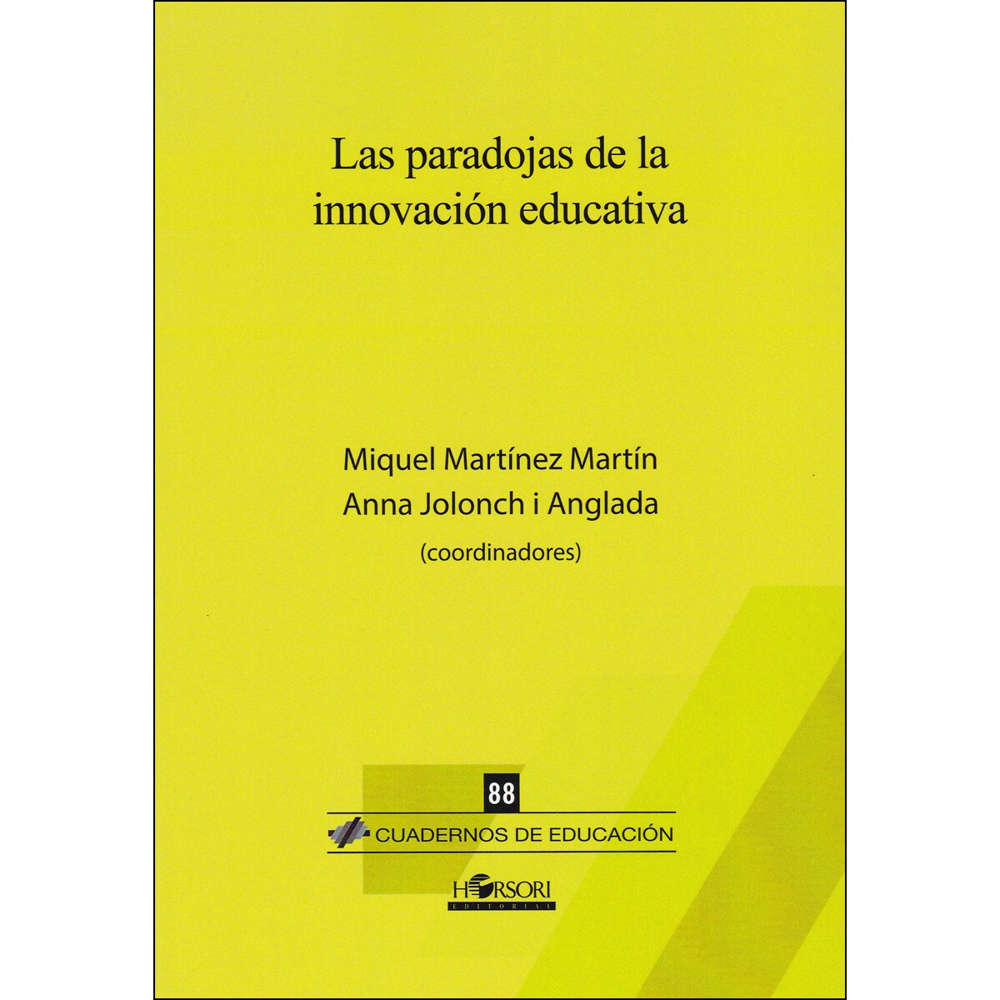 Las paradojas de la
innovación educativa
Miquel Martínez Martín
Anna Jolonch i Anglada
(coordinadores)
88
CUADERNOS DE EDUCACIÓN
HORSORI
EDITORIAL